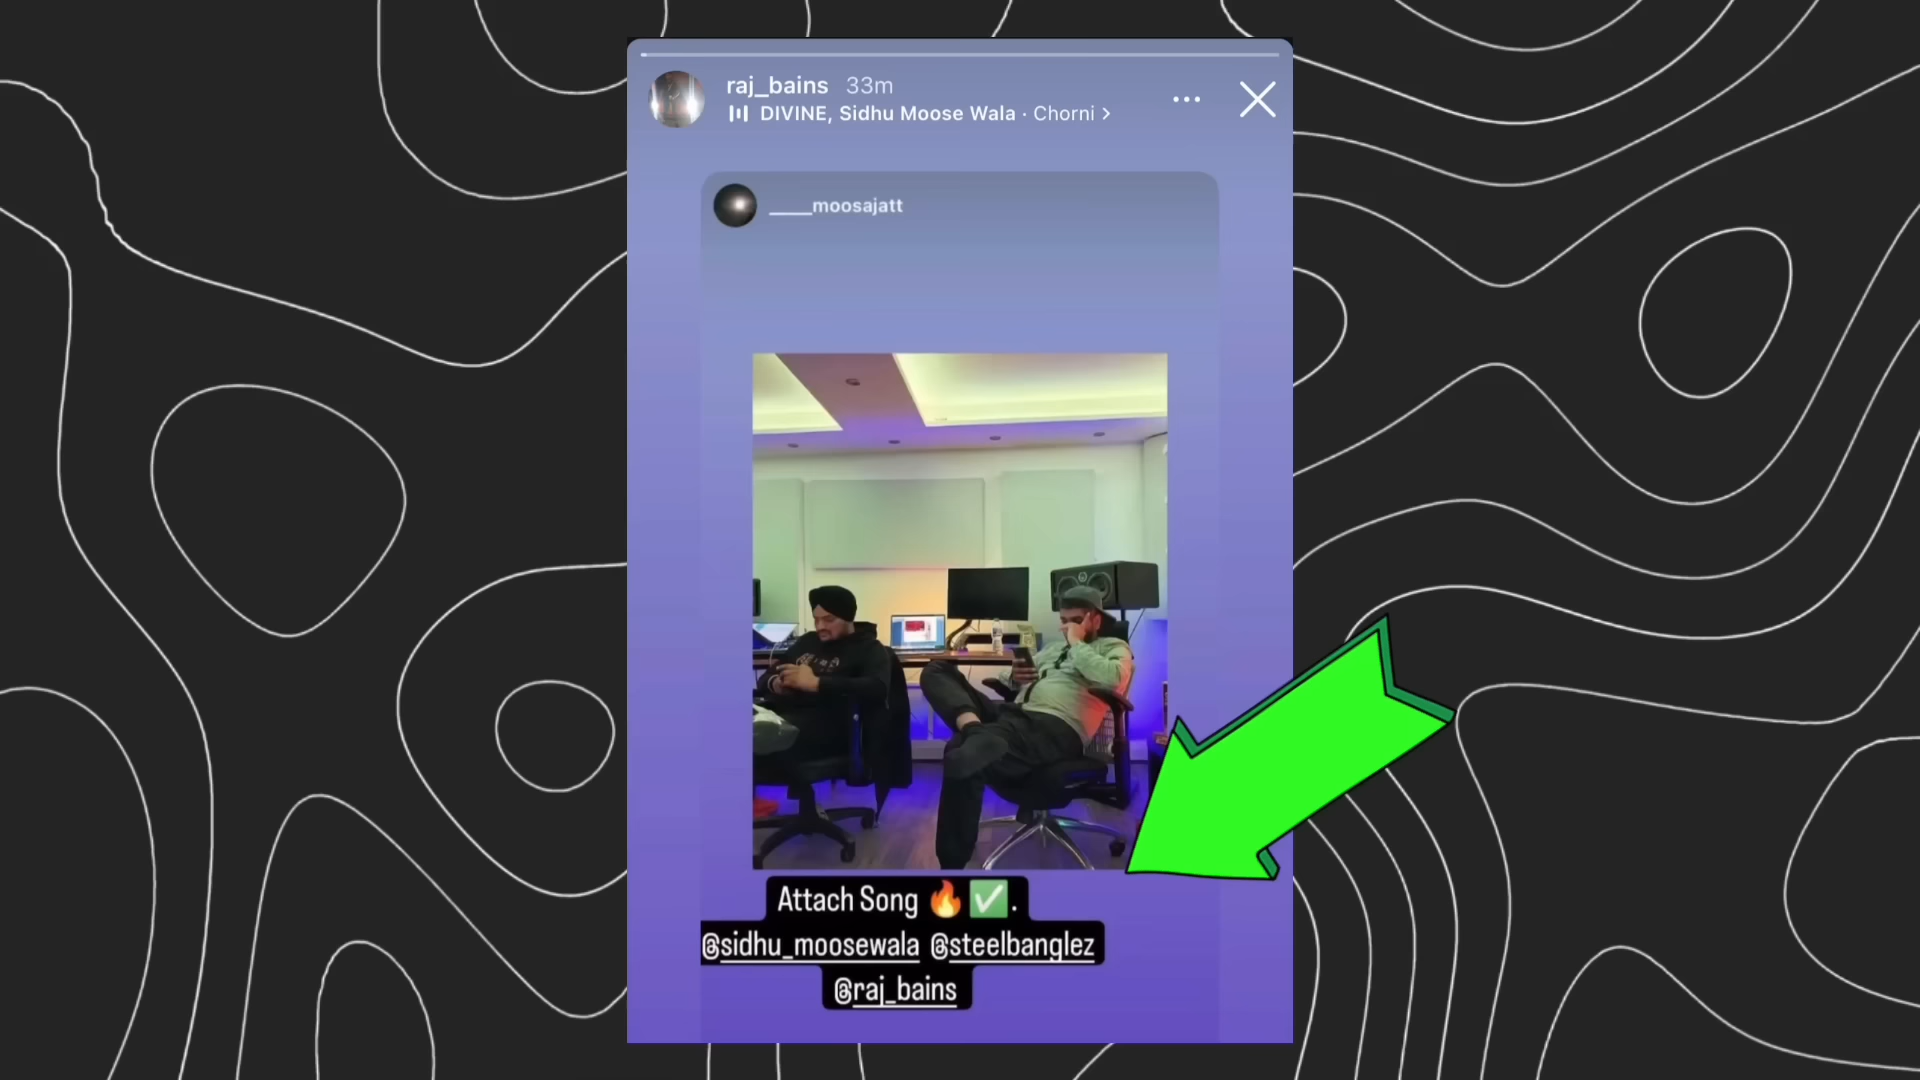 raj_bains 33m
DIVINE, Sidhu Moose Wala · Chorni >
____moosajatt
Attach Song 🔥 ✅.
@sidhu_moosewala @steelbanglez
@raj_bains